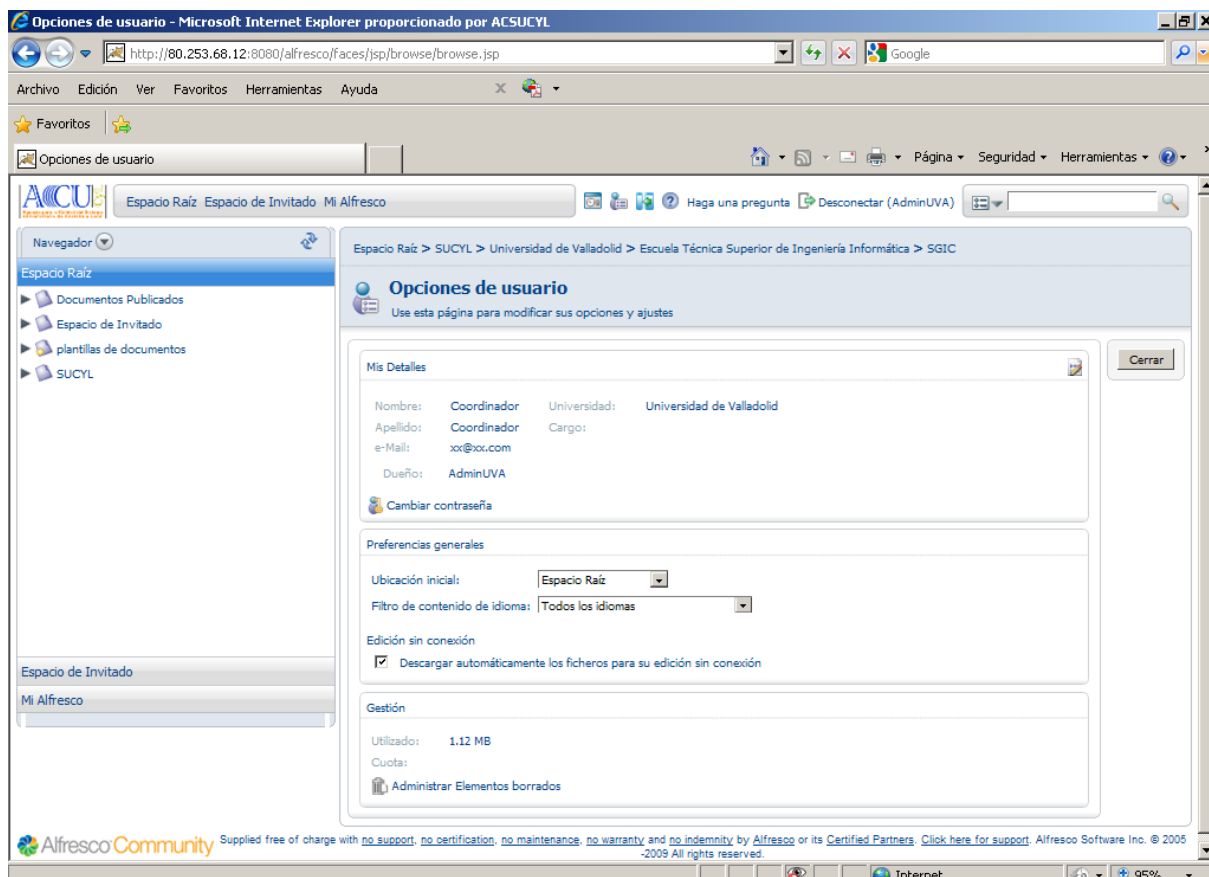 Opciones de usuario - Microsoft Internet Explorer proporcionado por ACSUCYL
http://80.253.68.12:8080/alfresco/faces/jsp/browse/browse.jsp
Google
Archivo Edición Ver Favoritos Herramientas Ayuda
Favoritos
Opciones de usuario
Página Seguridad Herramientas
ACCU
Espacio Raíz Espacio de Invitado Mi Alfresco
Haga una pregunta Desconectar (AdminUVA)
Navegador
Espacio Raíz
Documentos Publicados
Espacio de Invitado
plantillas de documentos
SUCYL
Espacio de Invitado
Mi Alfresco
Espacio Raíz > SUCYL > Universidad de Valladolid > Escuela Técnica Superior de Ingeniería Informática > SGIC
Opciones de usuario
Use esta página para modificar sus opciones y ajustes
Cerrar
Mis Detalles
Nombre: Coordinador Universidad: Universidad de Valladolid
Apellido: Coordinador Cargo:
e-Mail: xx@xx.com
Dueño: AdminUVA
Cambiar contraseña
Preferencias generales
Ubicación inicial: Espacio Raíz
Filtro de contenido de idioma: Todos los idiomas
Edición sin conexión
Descargar automáticamente los ficheros para su edición sin conexión
Gestión
Utilizado: 1.12 MB
Cuota:
Administrar Elementos borrados
Alfresco Community Supplied free of charge with no support, no certification, no maintenance, no warranty and no indemnity by Alfresco or its Certified Partners. Click here for support. Alfresco Software Inc. © 2005
-2009 All rights reserved.
Internet 95%